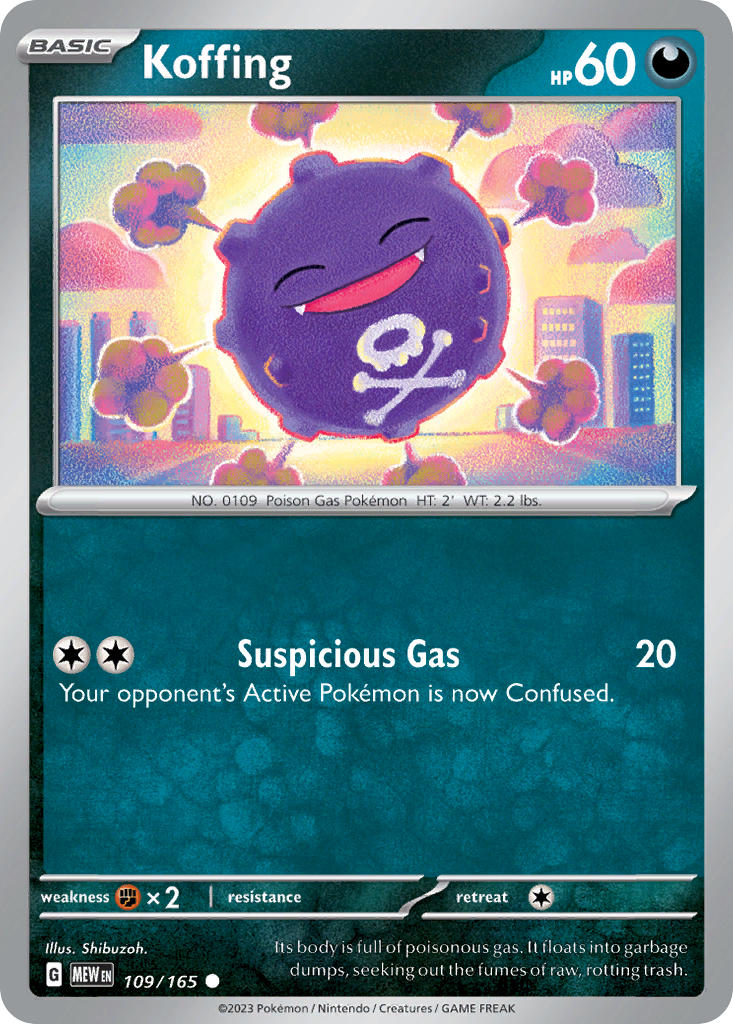 BASIC
Koffing
HP 60
NO. 0109 Poison Gas Pokémon HT: 2' WT: 2.2 lbs.
Suspicious Gas 20
Your opponent's Active Pokémon is now Confused.
weakness ×2 resistance retreat
Illus. Shibuzoh.
Its body is full of poisonous gas. It floats into garbage
dumps, seeking out the fumes of raw, rotting trash.
G MEW EN 109/165
©2023 Pokémon / Nintendo / Creatures / GAME FREAK